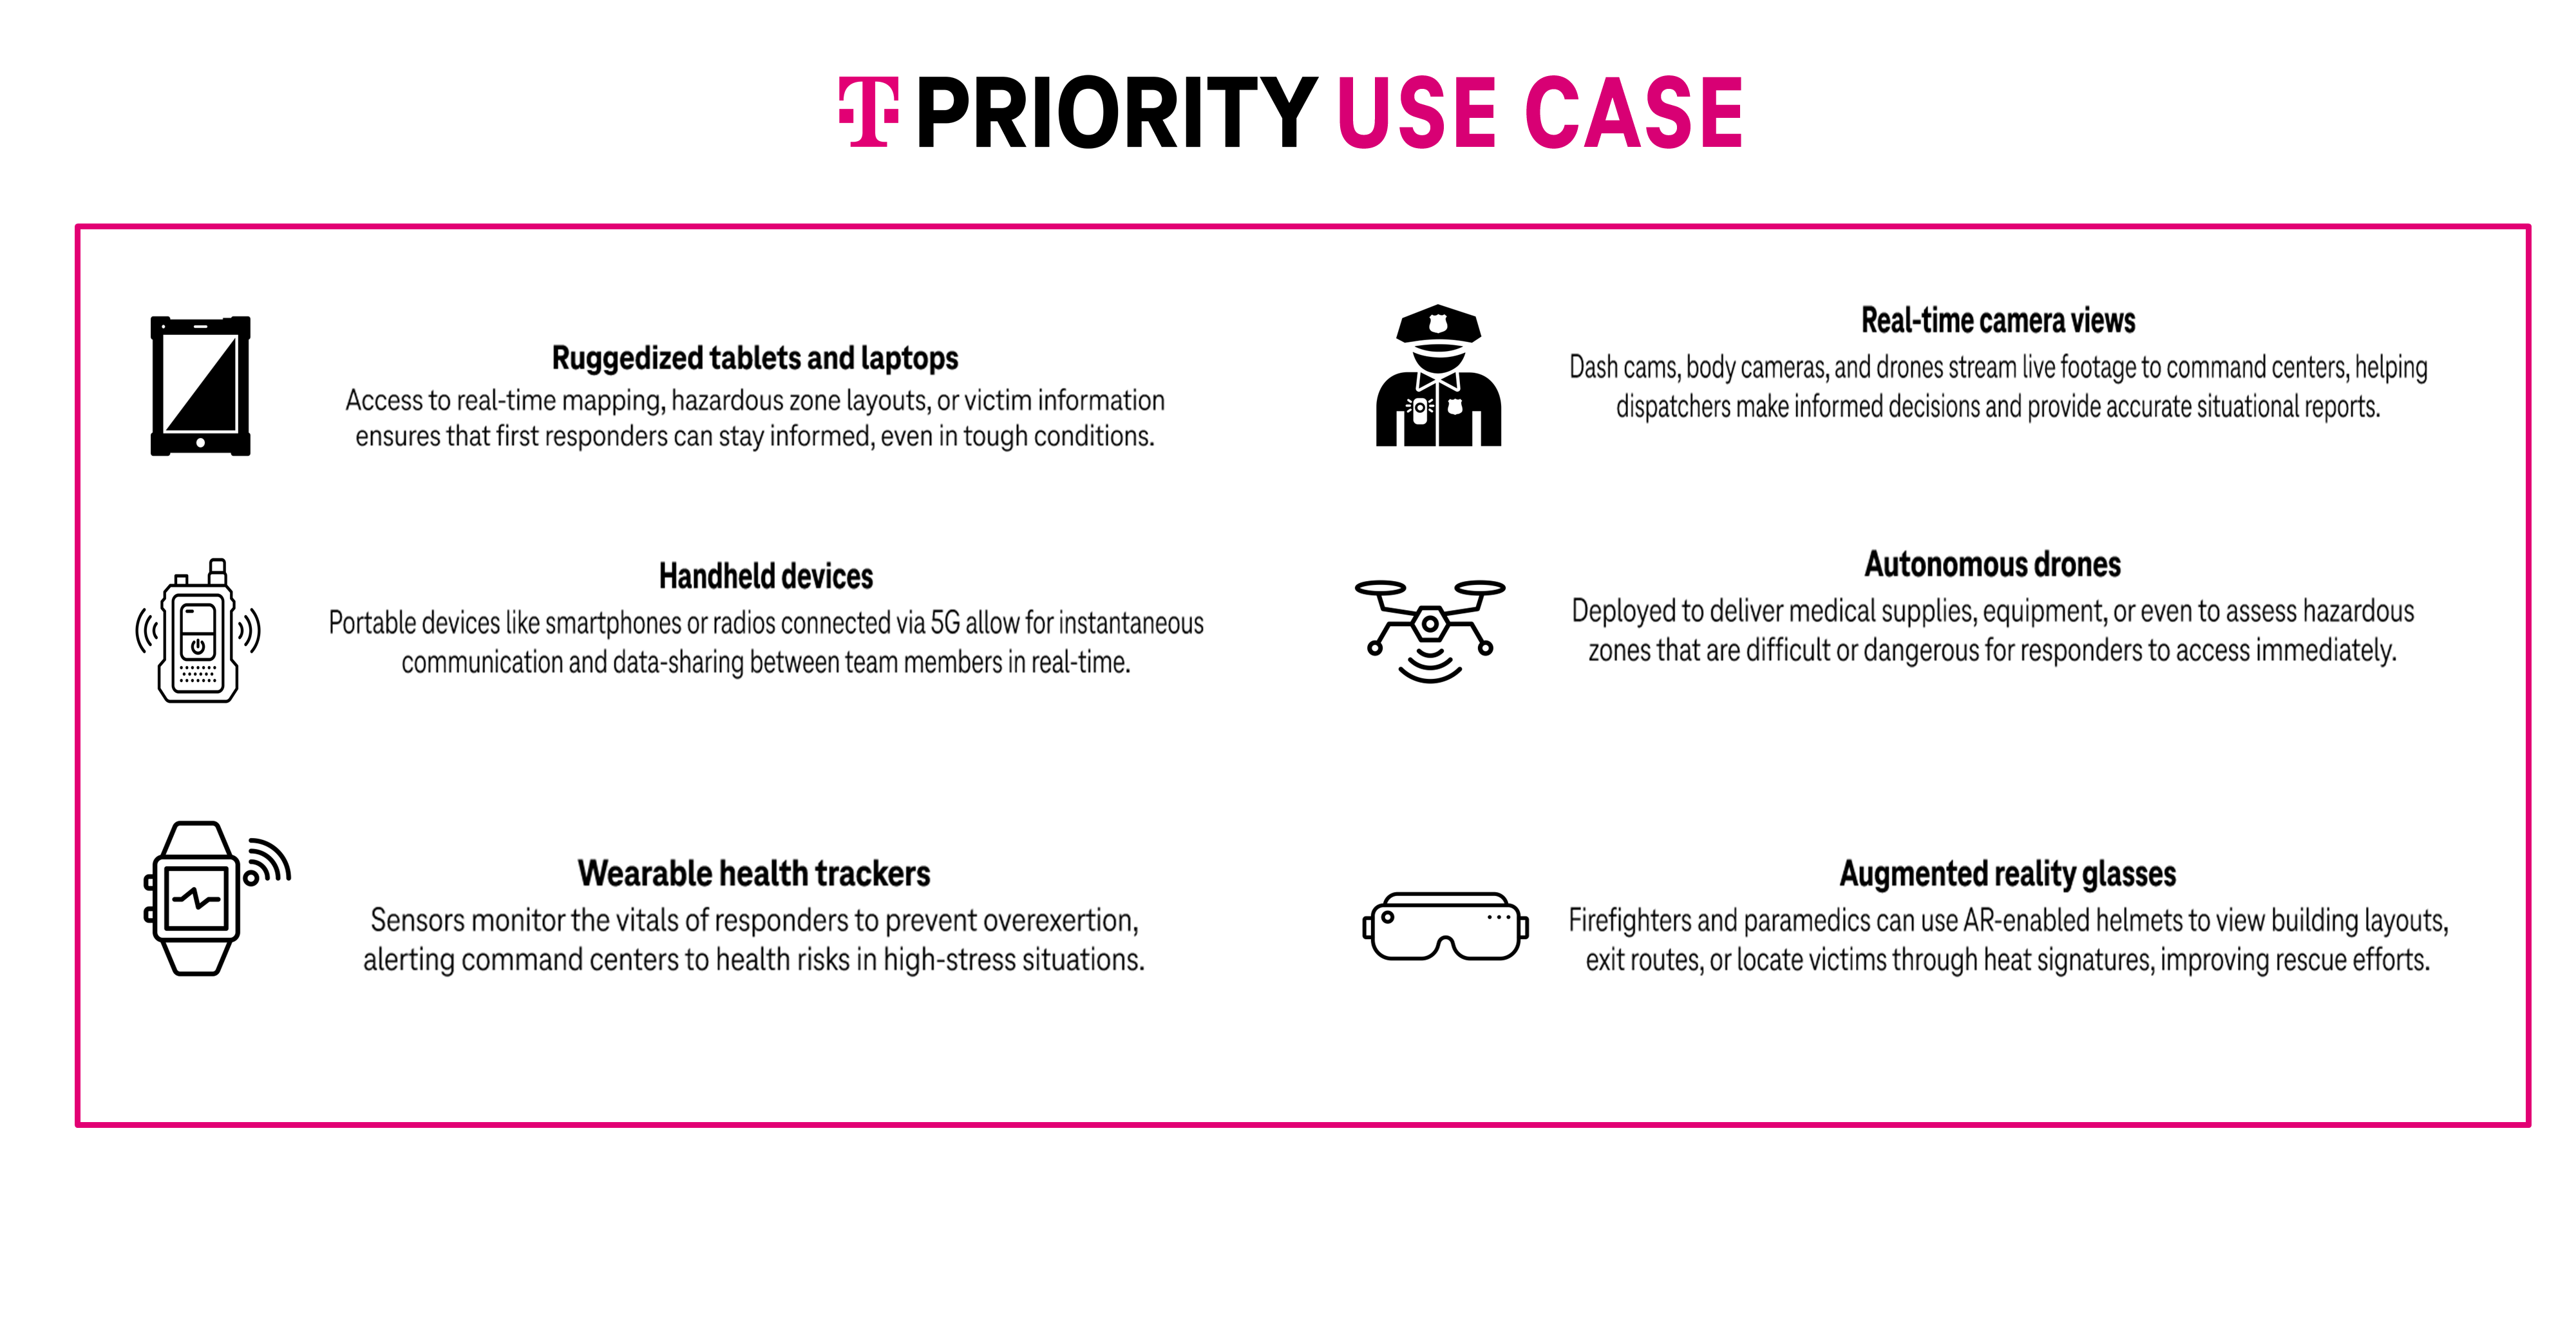 T PRIORITY USE CASE
Ruggedized tablets and laptops
Access to real-time mapping, hazardous zone layouts, or victim information
ensures that first responders can stay informed, even in tough conditions.
Handheld devices
Portable devices like smartphones or radios connected via 5G allow for instantaneous
communication and data-sharing between team members in real-time.
Wearable health trackers
Sensors monitor the vitals of responders to prevent overexertion,
alerting command centers to health risks in high-stress situations.
Real-time camera views
Dash cams, body cameras, and drones stream live footage to command centers, helping
dispatchers make informed decisions and provide accurate situational reports.
Autonomous drones
Deployed to deliver medical supplies, equipment, or even to assess hazardous
zones that are difficult or dangerous for responders to access immediately.
Augmented reality glasses
Firefighters and paramedics can use AR-enabled helmets to view building layouts,
exit routes, or locate victims through heat signatures, improving rescue efforts.